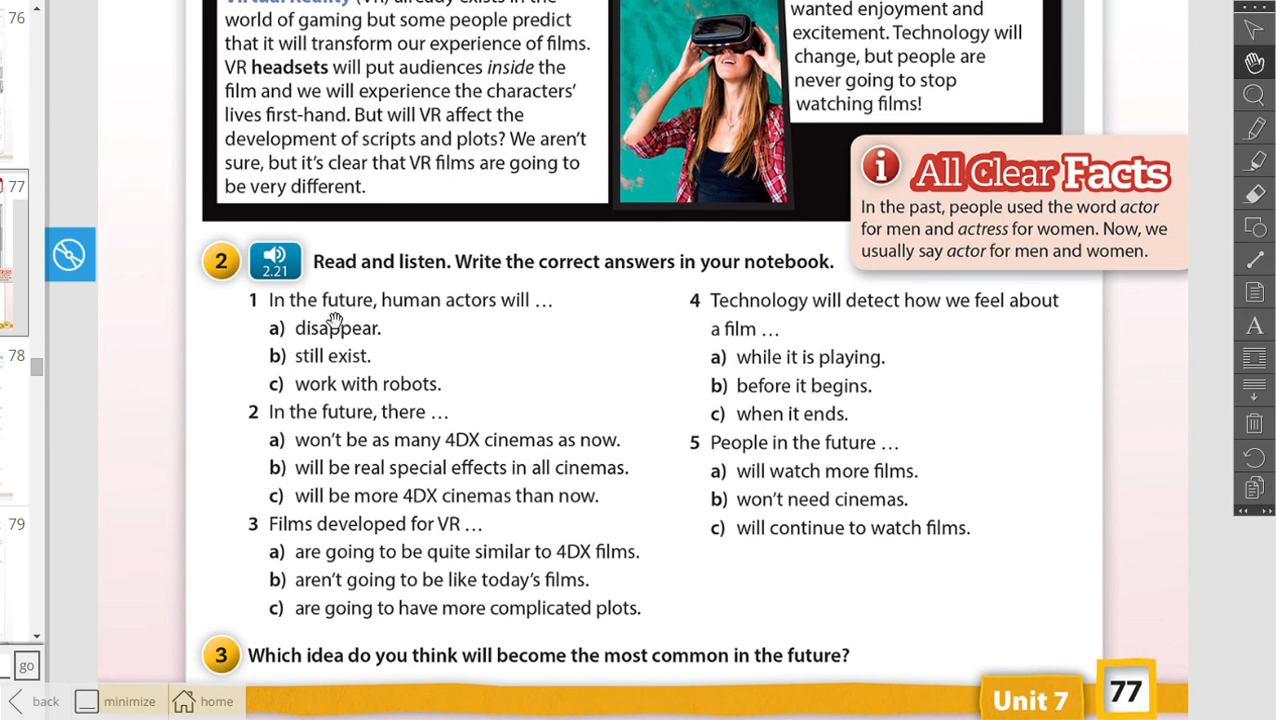 76
77
78
79
go
back
minimize
home
Virtual Reality (VR) already exists in the
world of gaming but some people predict
that it will transform our experience of films.
VR headsets will put audiences inside the
film and we will experience the characters'
lives first-hand. But will VR affect the
development of scripts and plots? We aren't
sure, but it's clear that VR films are going to
be very different.
wanted enjoyment and
excitement. Technology will
change, but people are
never going to stop
watching films!
i All Clear Facts
In the past, people used the word actor
for men and actress for women. Now, we
usually say actor for men and women.
2 2.21 Read and listen. Write the correct answers in your notebook.
1 In the future, human actors will …
a) disappear.
b) still exist.
c) work with robots.
2 In the future, there …
a) won't be as many 4DX cinemas as now.
b) will be real special effects in all cinemas.
c) will be more 4DX cinemas than now.
3 Films developed for VR …
a) are going to be quite similar to 4DX films.
b) aren't going to be like today's films.
c) are going to have more complicated plots.
4 Technology will detect how we feel about
a film …
a) while it is playing.
b) before it begins.
c) when it ends.
5 People in the future …
a) will watch more films.
b) won't need cinemas.
c) will continue to watch films.
3 Which idea do you think will become the most common in the future?
Unit 7 77
A